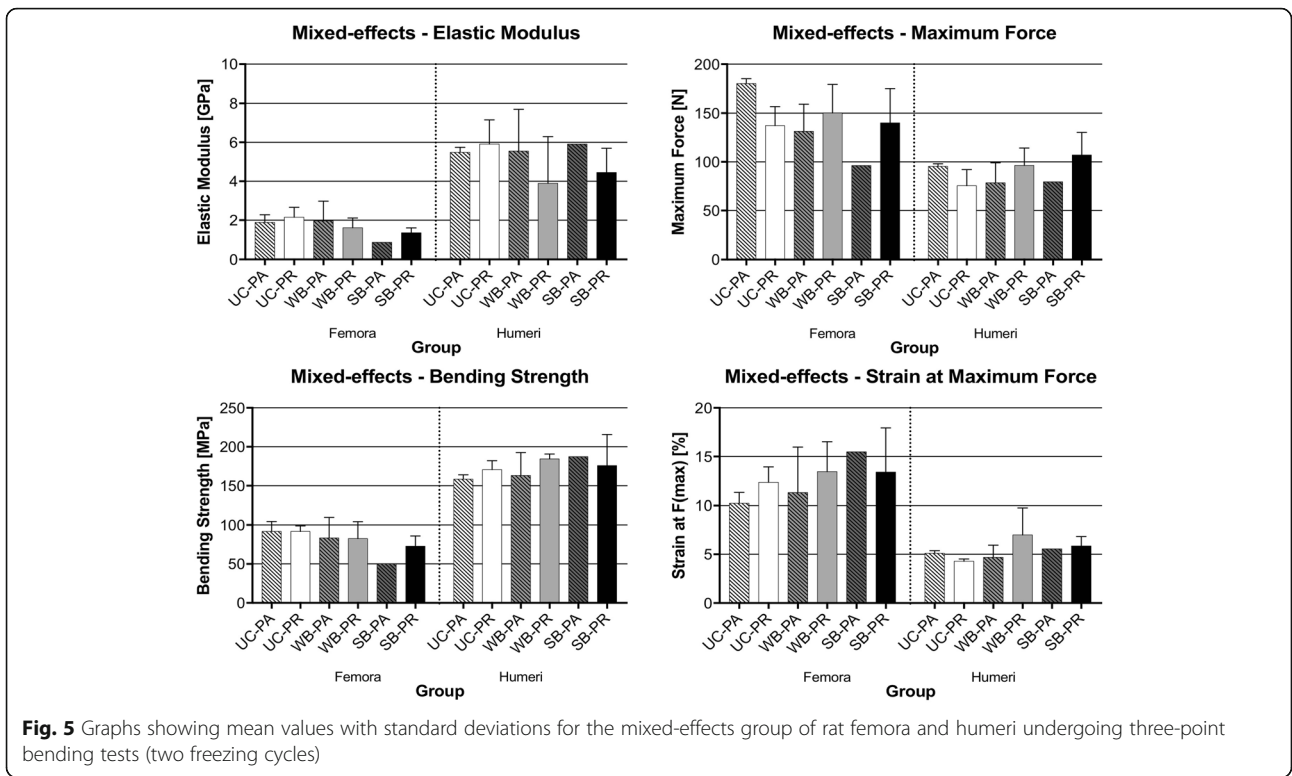 Mixed-effects - Elastic Modulus
Elastic Modulus [GPa]
10
8
6
4
2
0
UC-PA
UC-PR
WB-PA
WB-PR
SB-PA
SB-PR
UC-PA
UC-PR
WB-PA
WB-PR
SB-PA
SB-PR
Femora
Humeri
Group
Mixed-effects - Maximum Force
Maximum Force [N]
200
150
100
50
0
UC-PA
UC-PR
WB-PA
WB-PR
SB-PA
SB-PR
UC-PA
UC-PR
WB-PA
WB-PR
SB-PA
SB-PR
Femora
Humeri
Group
Mixed-effects - Bending Strength
Bending Strength [MPa]
250
200
150
100
50
0
UC-PA
UC-PR
WB-PA
WB-PR
SB-PA
SB-PR
UC-PA
UC-PR
WB-PA
WB-PR
SB-PA
SB-PR
Femora
Humeri
Group
Mixed-effects - Strain at Maximum Force
Strain at F(max) [%]
20
15
10
5
0
UC-PA
UC-PR
WB-PA
WB-PR
SB-PA
SB-PR
UC-PA
UC-PR
WB-PA
WB-PR
SB-PA
SB-PR
Femora
Humeri
Group
Fig. 5 Graphs showing mean values with standard deviations for the mixed-effects group of rat femora and humeri undergoing three-point
bending tests (two freezing cycles)